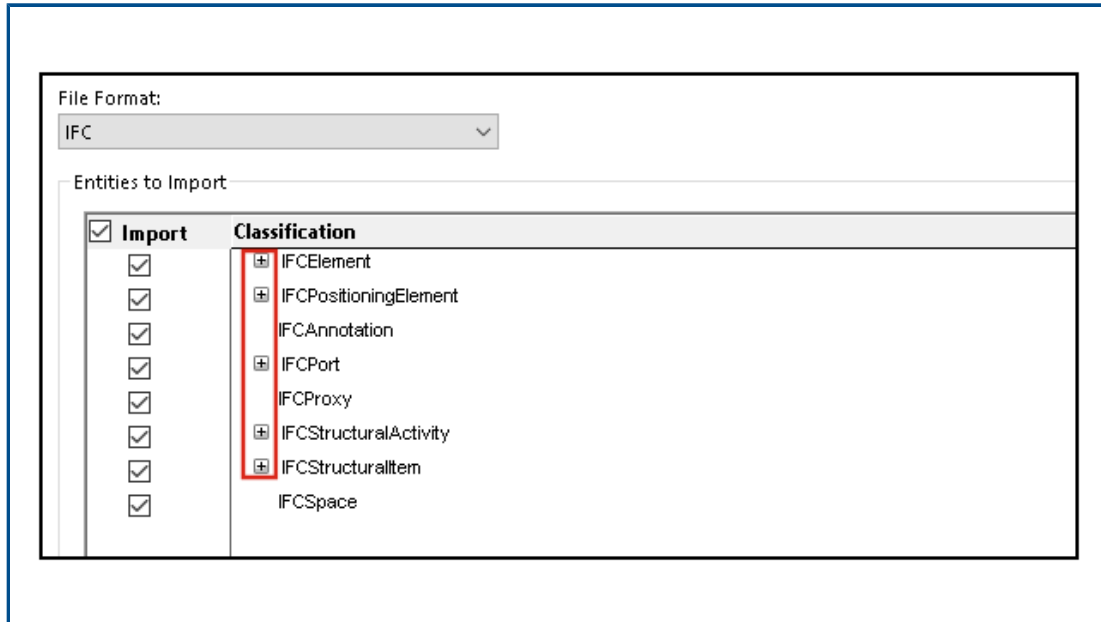 File Format:
IFC
Entities to Import
Import Classification
IFCElement
IFCPositioningElement
IFCAnnotation
IFCPort
IFCProxy
IFCStructuralActivity
IFCStructuralItem
IFCSpace